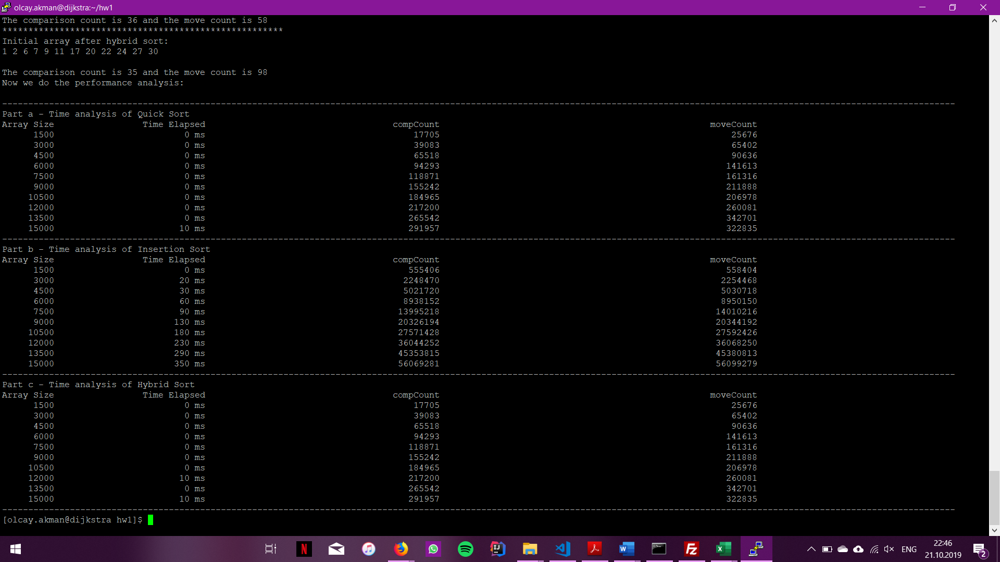 olcay.akman@dijkstra:~/hw1
The comparison count is 36 and the move count is 58
******************************************************
Initial array after hybrid sort:
1 2 6 7 9 11 17 20 22 24 27 30
The comparison count is 35 and the move count is 98
Now we do the performance analysis:
---------------------------------------------------------------------------------------------------------------------------------------------------------------------------------------
Part a - Time analysis of Quick Sort
Array Size Time Elapsed compCount moveCount
1500 0 ms 17705 25676
3000 0 ms 39083 65402
4500 0 ms 65518 90636
6000 0 ms 94293 141613
7500 0 ms 118871 161316
9000 0 ms 155242 211888
10500 0 ms 184965 206978
12000 0 ms 217200 260081
13500 0 ms 265542 342701
15000 10 ms 291957 322835
---------------------------------------------------------------------------------------------------------------------------------------------------------------------------------------
Part b - Time analysis of Insertion Sort
Array Size Time Elapsed compCount moveCount
1500 0 ms 555406 558404
3000 20 ms 2248470 2254468
4500 30 ms 5021720 5030718
6000 60 ms 8938152 8950150
7500 90 ms 13995218 14010216
9000 130 ms 20326194 20344192
10500 180 ms 27571428 27592426
12000 230 ms 36044252 36068250
13500 290 ms 45353815 45380813
15000 350 ms 56069281 56099279
---------------------------------------------------------------------------------------------------------------------------------------------------------------------------------------
Part c - Time analysis of Hybrid Sort
Array Size Time Elapsed compCount moveCount
1500 0 ms 17705 25676
3000 0 ms 39083 65402
4500 0 ms 65518 90636
6000 0 ms 94293 141613
7500 0 ms 118871 161316
9000 0 ms 155242 211888
10500 0 ms 184965 206978
12000 10 ms 217200 260081
13500 0 ms 265542 342701
15000 10 ms 291957 322835
---------------------------------------------------------------------------------------------------------------------------------------------------------------------------------------
[olcay.akman@dijkstra hw1]$
N IJ Fz W X ENG 22:46
21.10.2019 2